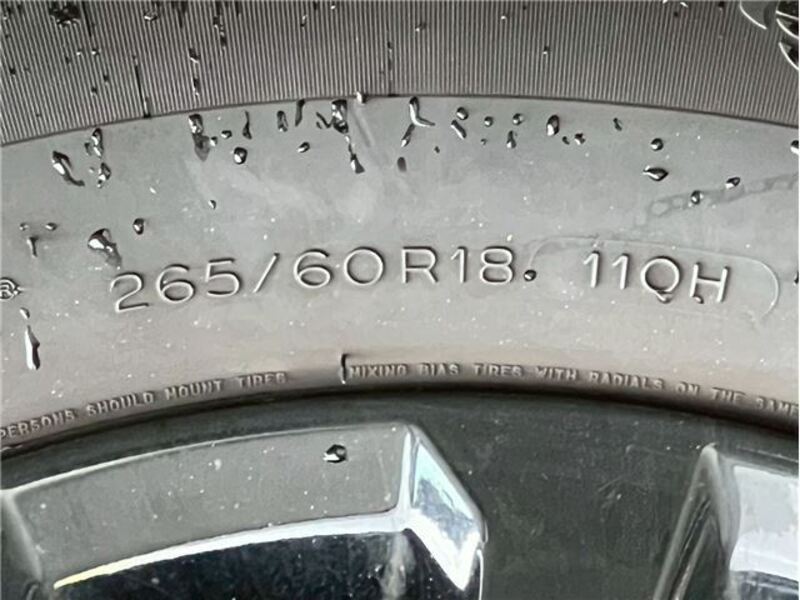 265/60R18 110H
PERSONS SHOULD MOUNT TIRES MIXING BIAS TIRES WITH RADIALS ON THE SAME